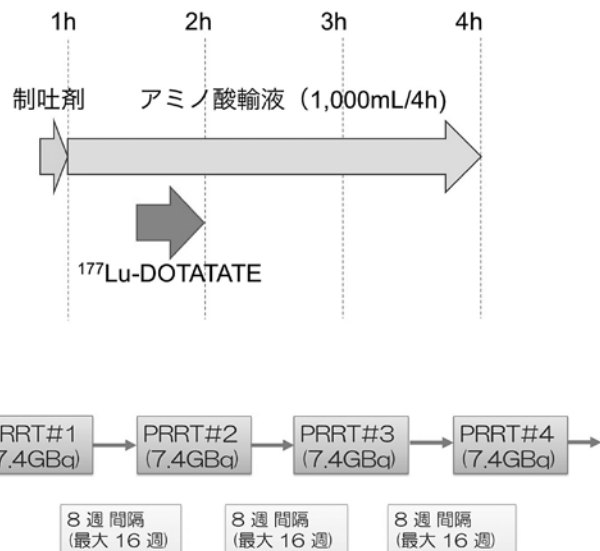 1h 2h 3h 4h
制吐剤 アミノ酸輸液（1,000mL/4h)
¹⁷⁷Lu-DOTATATE
RRT#1 PRRT#2 PRRT#3 PRRT#4
7.4GBq) (7.4GBq) (7.4GBq) (7.4GBq)
8 週 間隔 8 週 間隔 8 週 間隔
(最大 16 週) (最大 16 週) (最大 16 週)